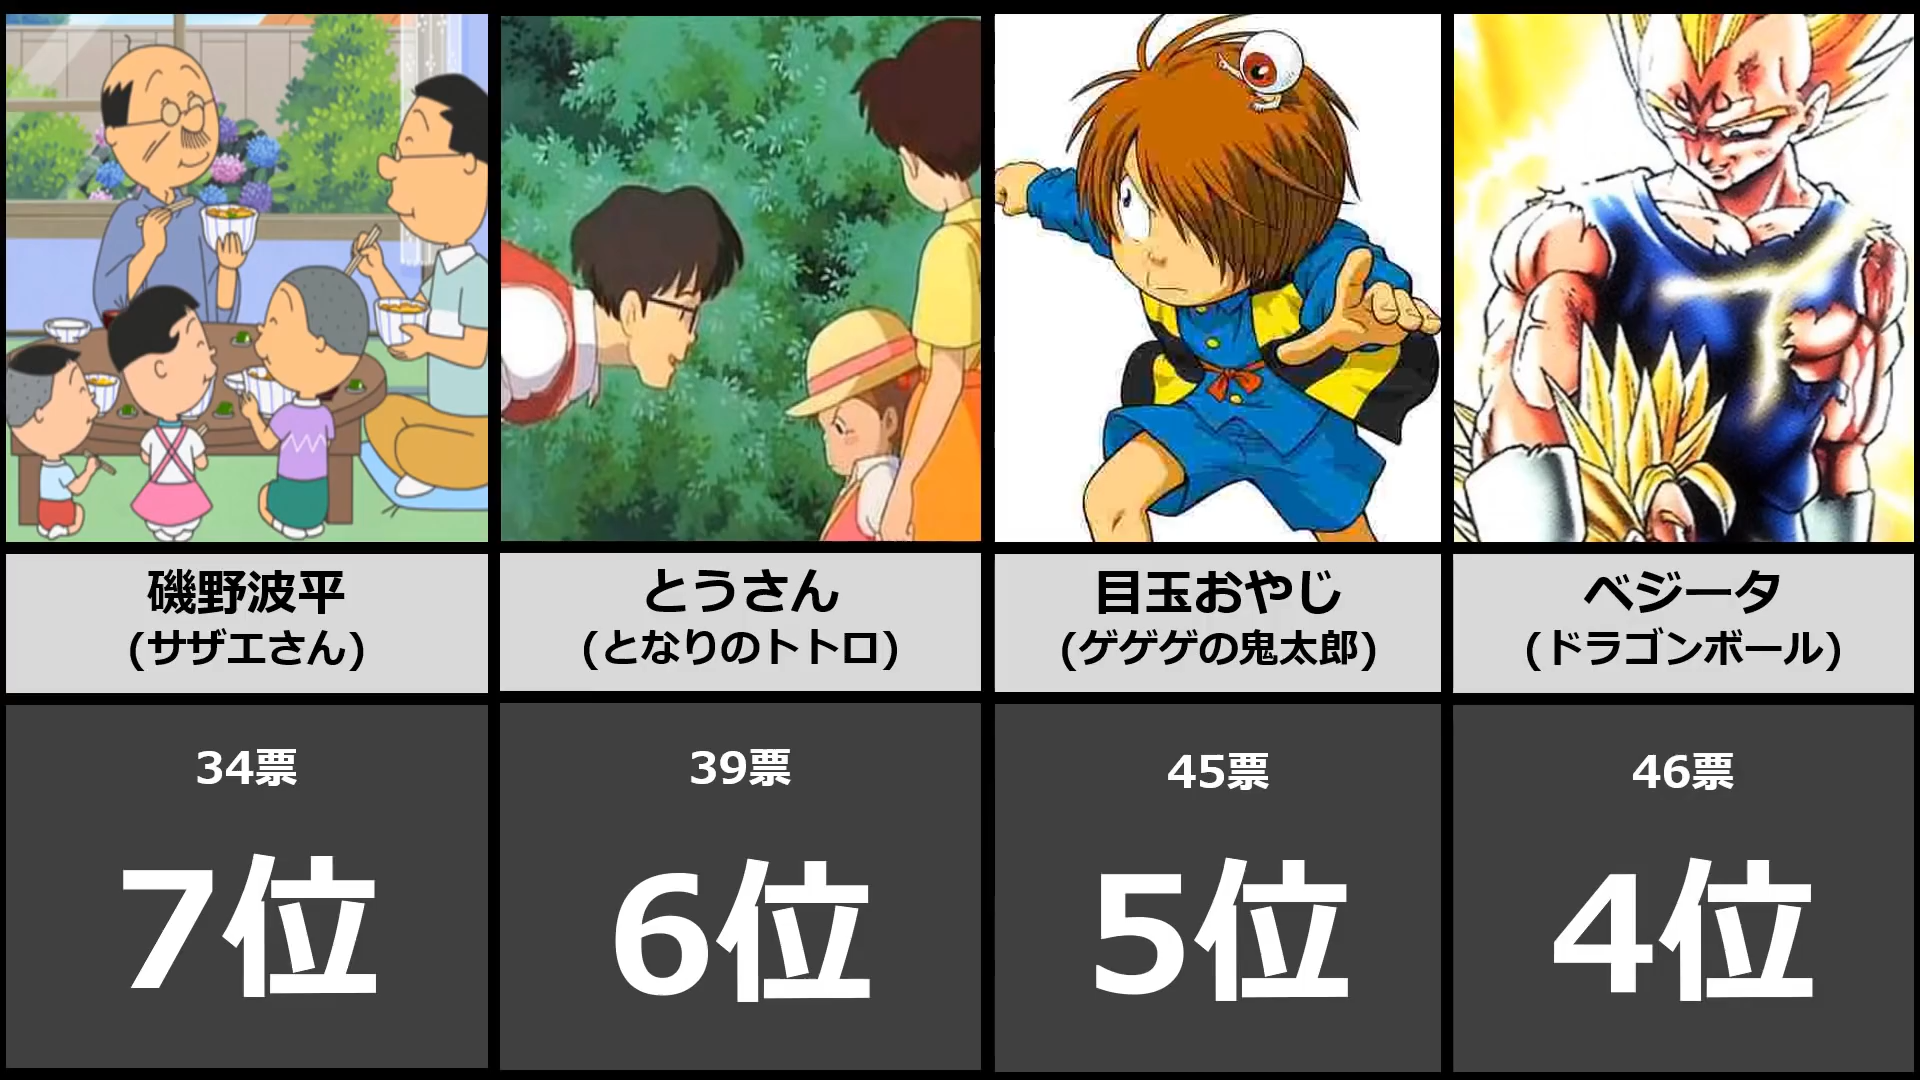 磯野波平
(サザエさん)
34票
7位
とうさん
(となりのトトロ)
39票
6位
目玉おやじ
(ゲゲゲの鬼太郎)
45票
5位
ベジータ
(ドラゴンボール)
46票
4位